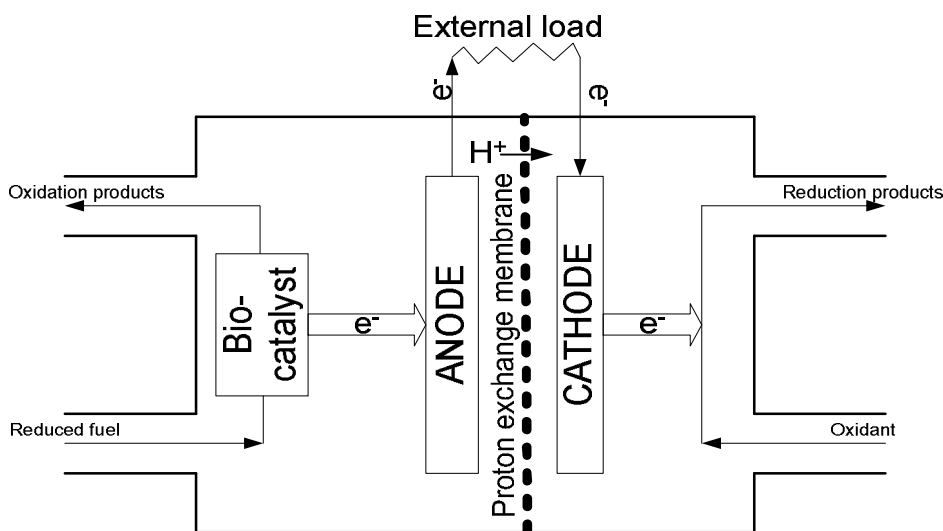 External load
e-
e-
H+
Oxidation products
Reduction products
Bio-
catalyst
e-
ANODE
Proton exchange membrane
CATHODE
e-
Reduced fuel
Oxidant